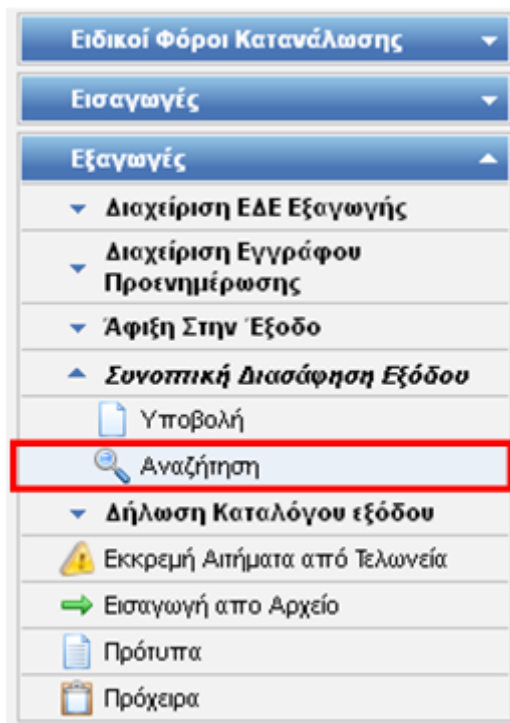 Ειδικοί Φόροι Κατανάλωσης
Εισαγωγές
Εξαγωγές
Διαχείριση ΕΔΕ Εξαγωγής
Διαχείριση Εγγράφου
Προενημέρωσης
Άφιξη Στην Έξοδο
Συνοπτική Διασάφηση Εξόδου
Υποβολή
Αναζήτηση
Δήλωση Καταλόγου εξόδου
Εκκρεμή Αιτήματα από Τελωνεία
Εισαγωγή απο Αρχείο
Πρότυπα
Πρόχειρα